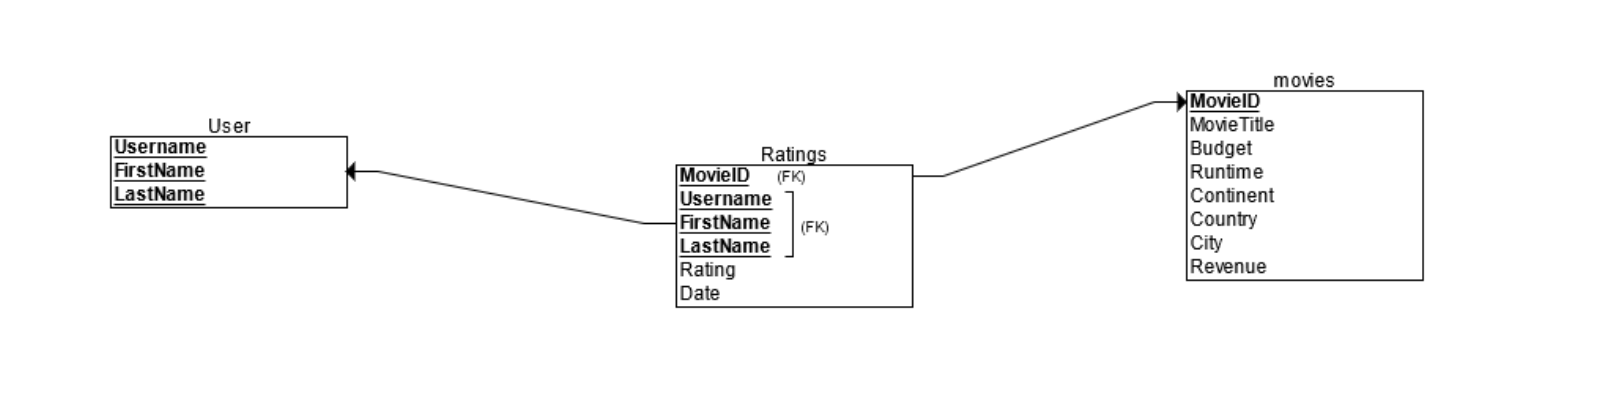 User
Username
FirstName
LastName
Ratings
MovieID (FK)
Username
FirstName (FK)
LastName
Rating
Date
movies
MovieID
MovieTitle
Budget
Runtime
Continent
Country
City
Revenue